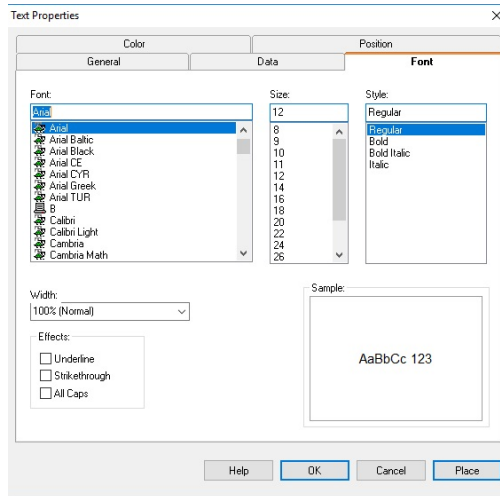 Text Properties
Color
Position
General
Data
Font
Font:
Size:
Style:
Arial
12
Regular
Arial
Arial Baltic
Arial Black
Arial CE
Arial CYR
Arial Greek
Arial TUR
B
Calibri
Calibri Light
Cambria
Cambria Math
8
9
10
11
12
14
16
18
20
22
24
26
Regular
Bold
Bold Italic
Italic
Width:
100% (Normal)
Effects:
Underline
Strikethrough
All Caps
Sample:
AaBbCc 123
Help
OK
Cancel
Place